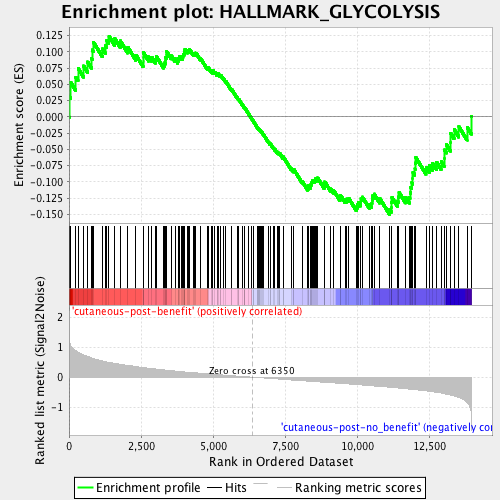 Enrichment plot: HALLMARK_GLYCOLYSIS
Enrichment score (ES)
0.125
0.100
0.075
0.050
0.025
0.000
-0.025
-0.050
-0.075
-0.100
-0.125
-0.150
'cutaneous-post-benefit' (positively correlated)
Ranked list metric (Signal2Noise)
2
1
0
-1
Zero cross at 6350
'cutaneous-post-no_benefit' (negatively c
0
2,500
5,000
7,500
10,000
12,500
Rank in Ordered Dataset
Enrichment profile
Hits
Ranking metric scores